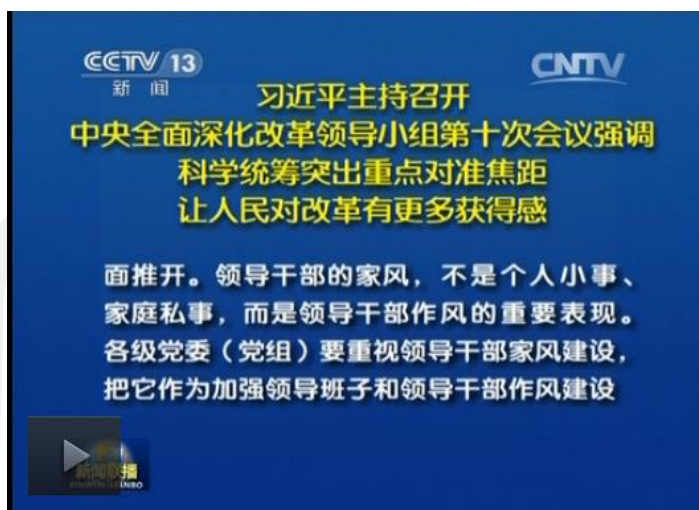 CCTV 13
新闻
CNTV
习近平主持召开
中央全面深化改革领导小组第十次会议强调
科学统筹突出重点对准焦距
让人民对改革有更多获得感
面推开。领导干部的家风，不是个人小事、
家庭私事，而是领导干部作风的重要表现。
各级党委（党组）要重视领导干部家风建设，
把它作为加强领导班子和领导干部作风建设
新闻联播